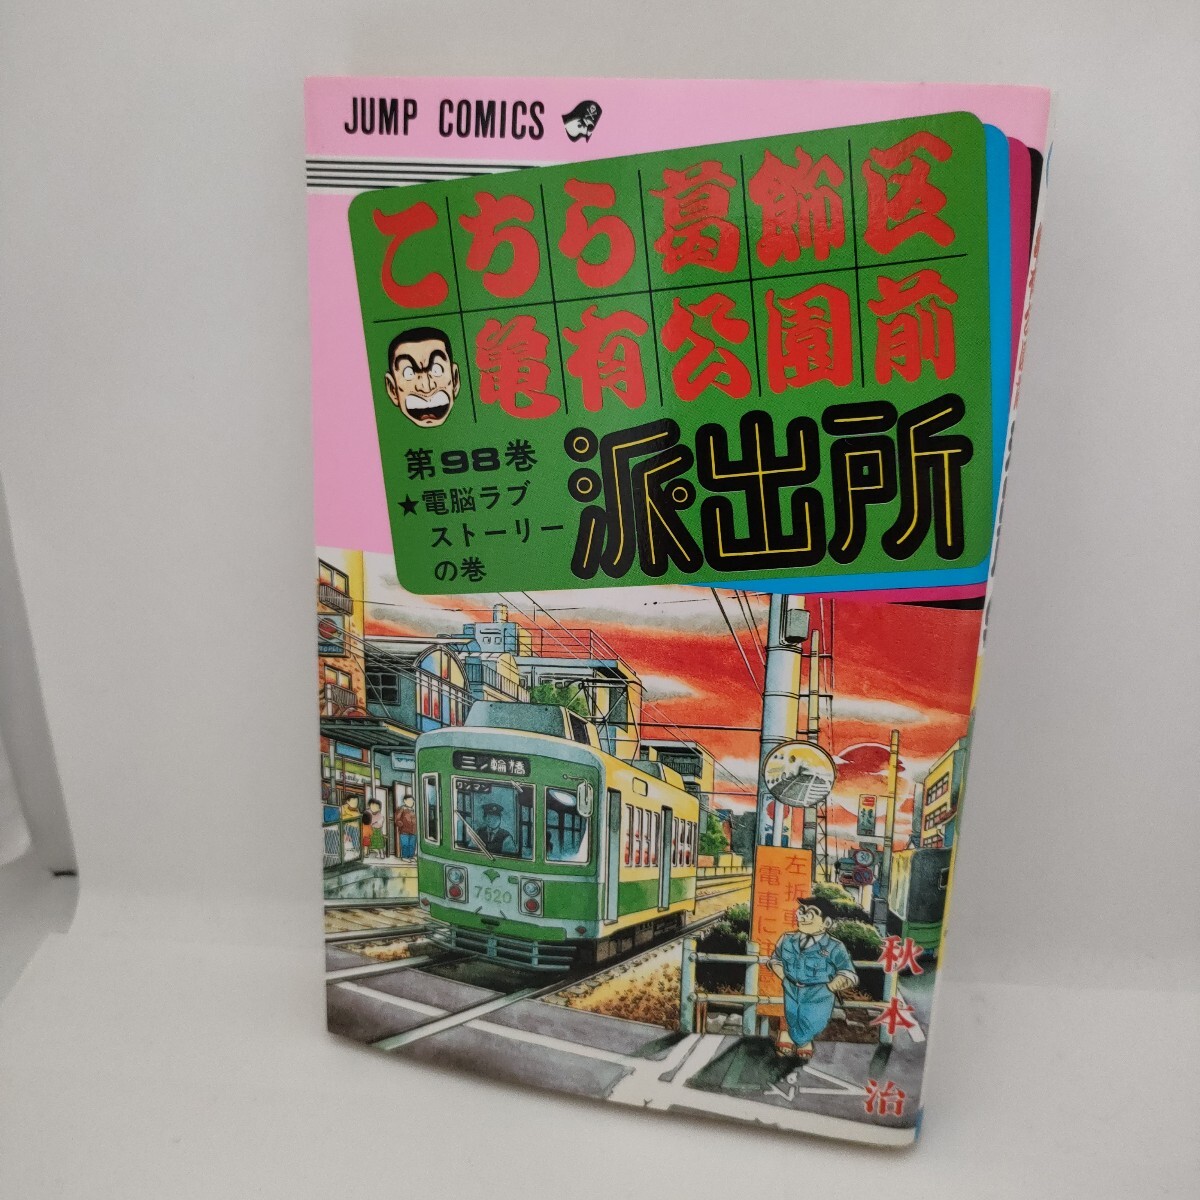 JUMP COMICS
こちら葛飾区
亀有公園前
派出所
第98巻
★電脳ラブ
ストーリー
の巻
三ノ輪橋
ワンマン
7520
左折車
電車に注
秋本治